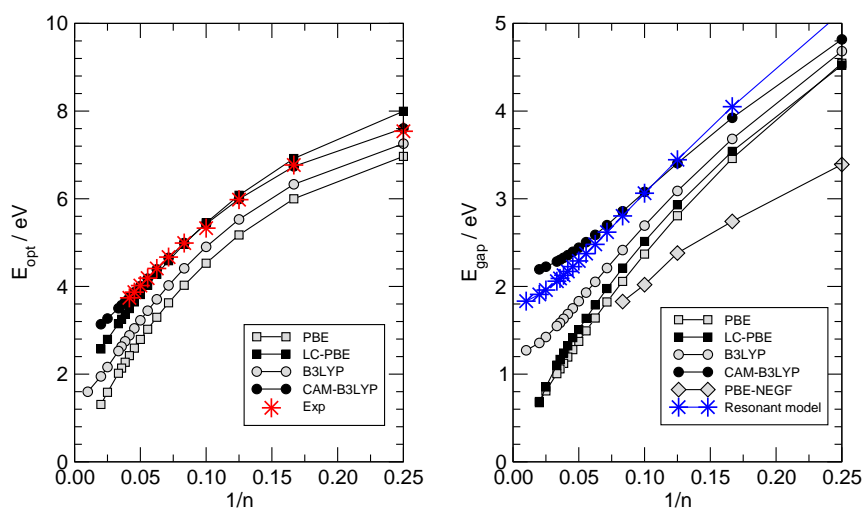 10
8
6
4
2
0
E_opt / eV
0.00 0.05 0.10 0.15 0.20 0.25
1/n
PBE
LC-PBE
B3LYP
CAM-B3LYP
Exp
5
4
3
2
1
0
E_gap / eV
0.00 0.05 0.10 0.15 0.20 0.25
1/n
PBE
LC-PBE
B3LYP
CAM-B3LYP
PBE-NEGF
Resonant model